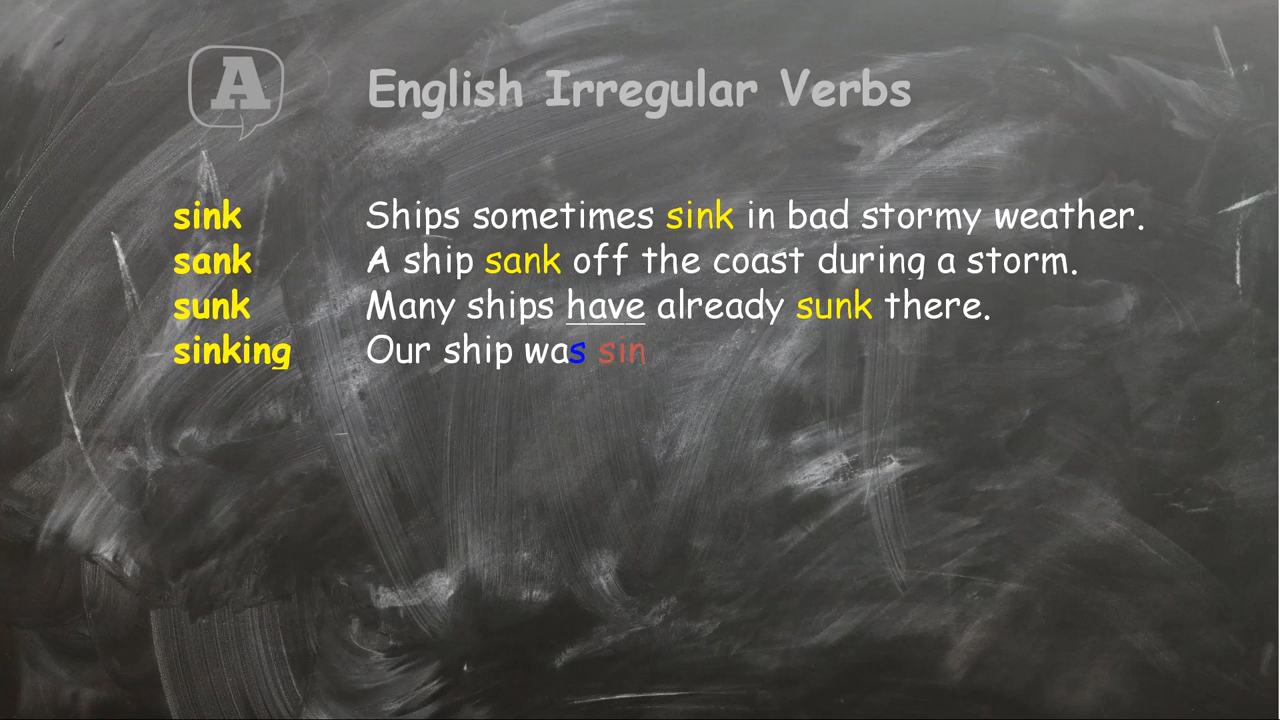 A
English Irregular Verbs
sink Ships sometimes sink in bad stormy weather.
sank A ship sank off the coast during a storm.
sunk Many ships have already sunk there.
sinking Our ship was sin